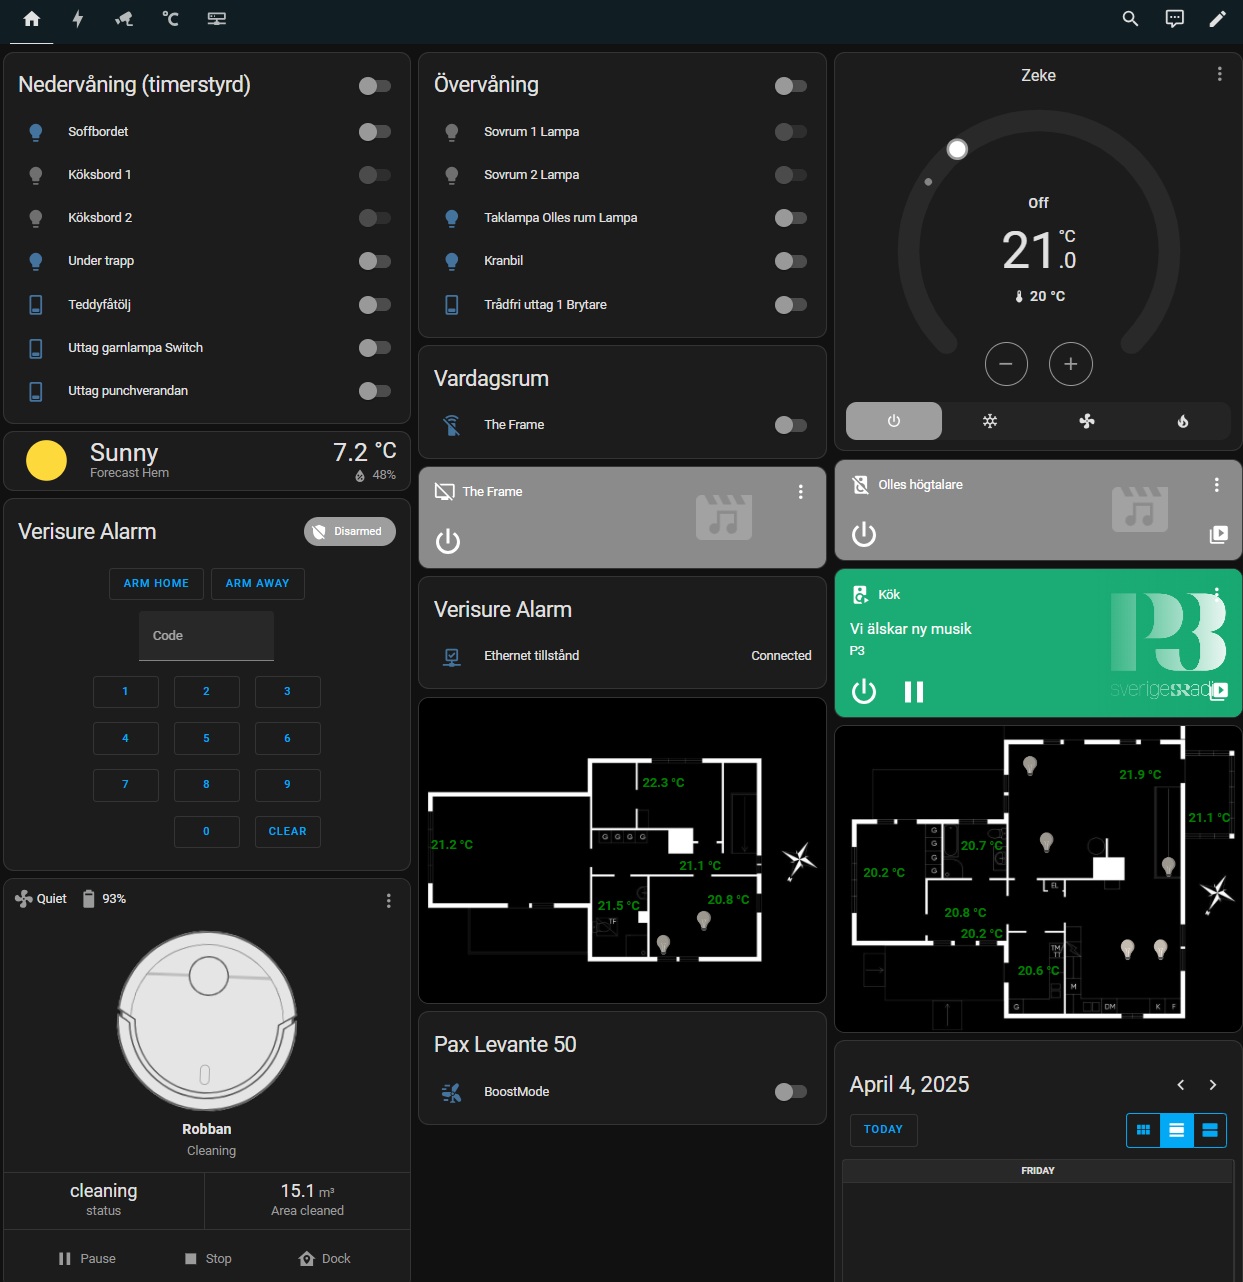 Nedervåning (timerstyrd)
Soffbordet
Köksbord 1
Köksbord 2
Under trapp
Teddyfåtölj
Uttag garnlampa Switch
Uttag punchverandan
Sunny
Forecast Hem
7.2 °C
48%
Verisure Alarm
Disarmed
ARM HOME
ARM AWAY
Code
1 2 3
4 5 6
7 8 9
0 CLEAR
Quiet
93%
Robban
Cleaning
cleaning
status
15.1 m²
Area cleaned
Pause
Stop
Dock
Övervåning
Sovrum 1 Lampa
Sovrum 2 Lampa
Taklampa Olles rum Lampa
Kranbil
Trådfri uttag 1 Brytare
Vardagsrum
The Frame
The Frame
Verisure Alarm
Ethernet tillstånd
Connected
22.3 °C
21.2 °C
G G G G
21.1 °C
21.5 °C
20.8 °C
TF
Pax Levante 50
BoostMode
Zeke
Off
21.0 °C
20 °C
Olles högtalare
Kök
Vi älskar ny musik
P3
P3
sverigesradi
21.9 °C
21.1 °C
G
G
G
G
20.7 °C
20.2 °C
EL
20.8 °C
20.2 °C
TM
TT
20.6 °C
M
G
DM
K
F
April 4, 2025
TODAY
FRIDAY